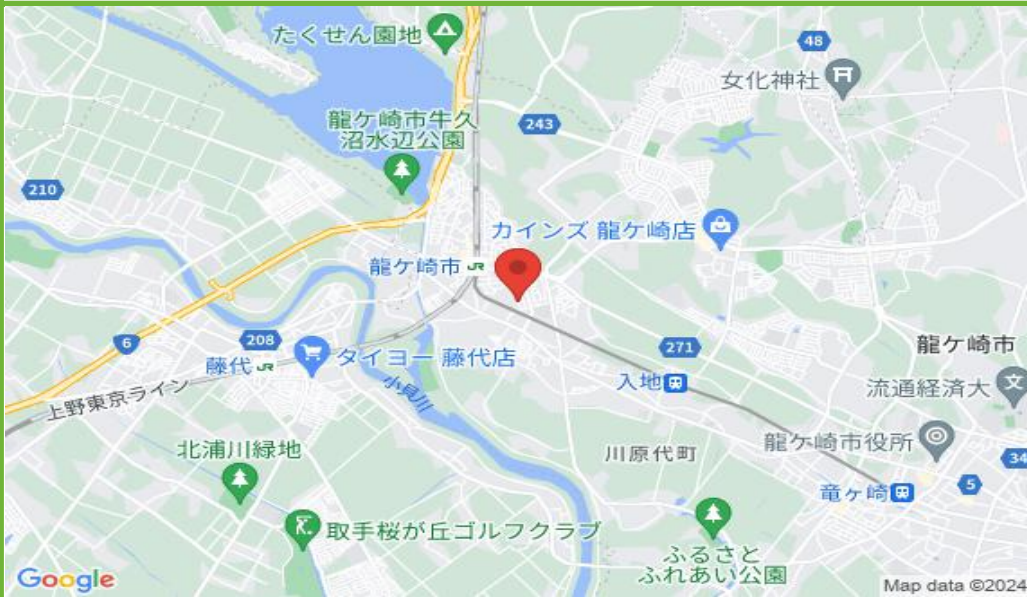 たくせん園地
48
女化神社
龍ケ崎市牛久
沼水辺公園
243
210
カインズ 龍ケ崎店
龍ケ崎市 JR
6
208
藤代 JR
タイヨー 藤代店
271
龍ケ崎市
入地
流通経済大
文
上野東京ライン
小貝川
北浦川緑地
川原代町
龍ケ崎市役所
34
竜ヶ崎
5
取手桜が丘ゴルフクラブ
ふるさと
ふれあい公園
Google
Map data ©2024